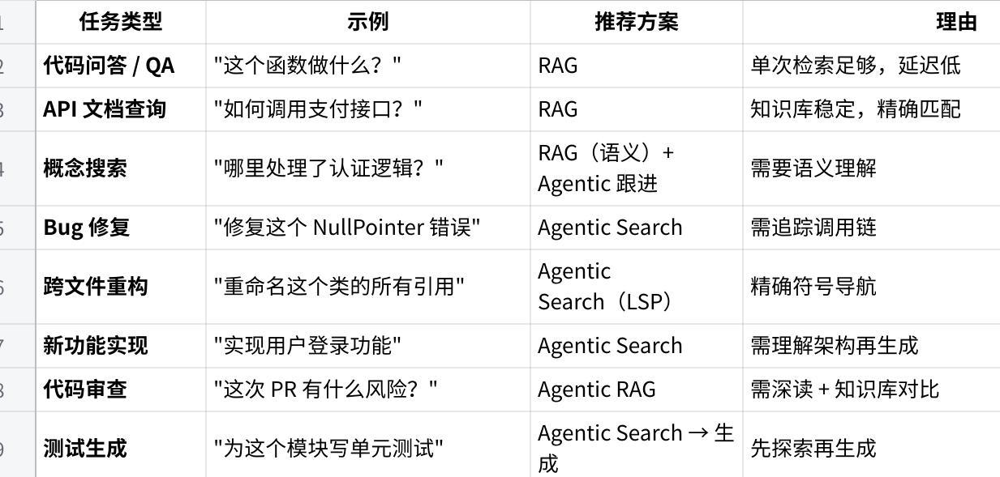 1 任务类型 示例 推荐方案 理由
2 代码问答 / QA "这个函数做什么？" RAG 单次检索足够，延迟低
3 API 文档查询 "如何调用支付接口？" RAG 知识库稳定，精确匹配
4 概念搜索 "哪里处理了认证逻辑？" RAG（语义）+
Agentic 跟进 需要语义理解
5 Bug 修复 "修复这个 NullPointer 错误" Agentic Search 需追踪调用链
6 跨文件重构 "重命名这个类的所有引用" Agentic
Search（LSP） 精确符号导航
7 新功能实现 "实现用户登录功能" Agentic Search 需理解架构再生成
8 代码审查 "这次 PR 有什么风险？" Agentic RAG 需深读 + 知识库对比
9 测试生成 "为这个模块写单元测试" Agentic Search → 生
成 先探索再生成